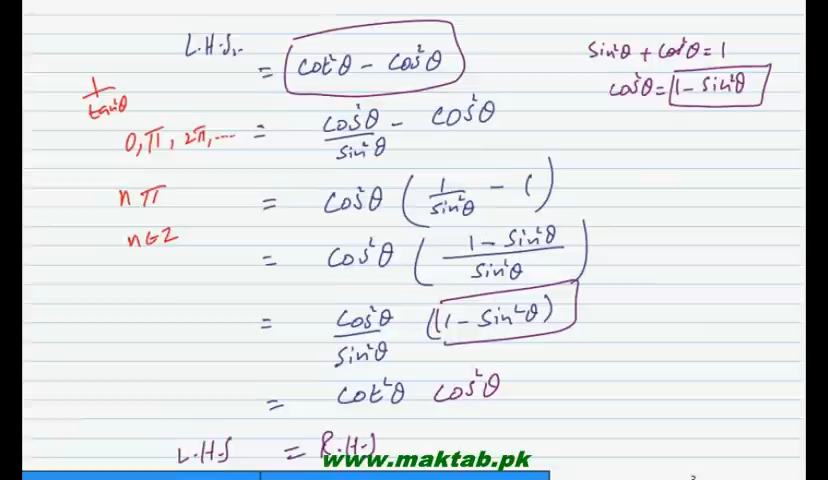 L.H.S. = cot²θ − cos²θ
sin²θ + cos²θ = 1
cos²θ = 1 − sin²θ
1/tan²θ
= cos²θ/sin²θ − cos²θ
0, π, 2π, ....
nπ
n∈Z
= cos²θ (1/sin²θ − 1)
= cos²θ (1 − sin²θ/sin²θ)
= cos²θ/sin²θ (1 − sin²θ)
= cot²θ cos²θ
L.H.S = R.H.S
www.maktab.pk